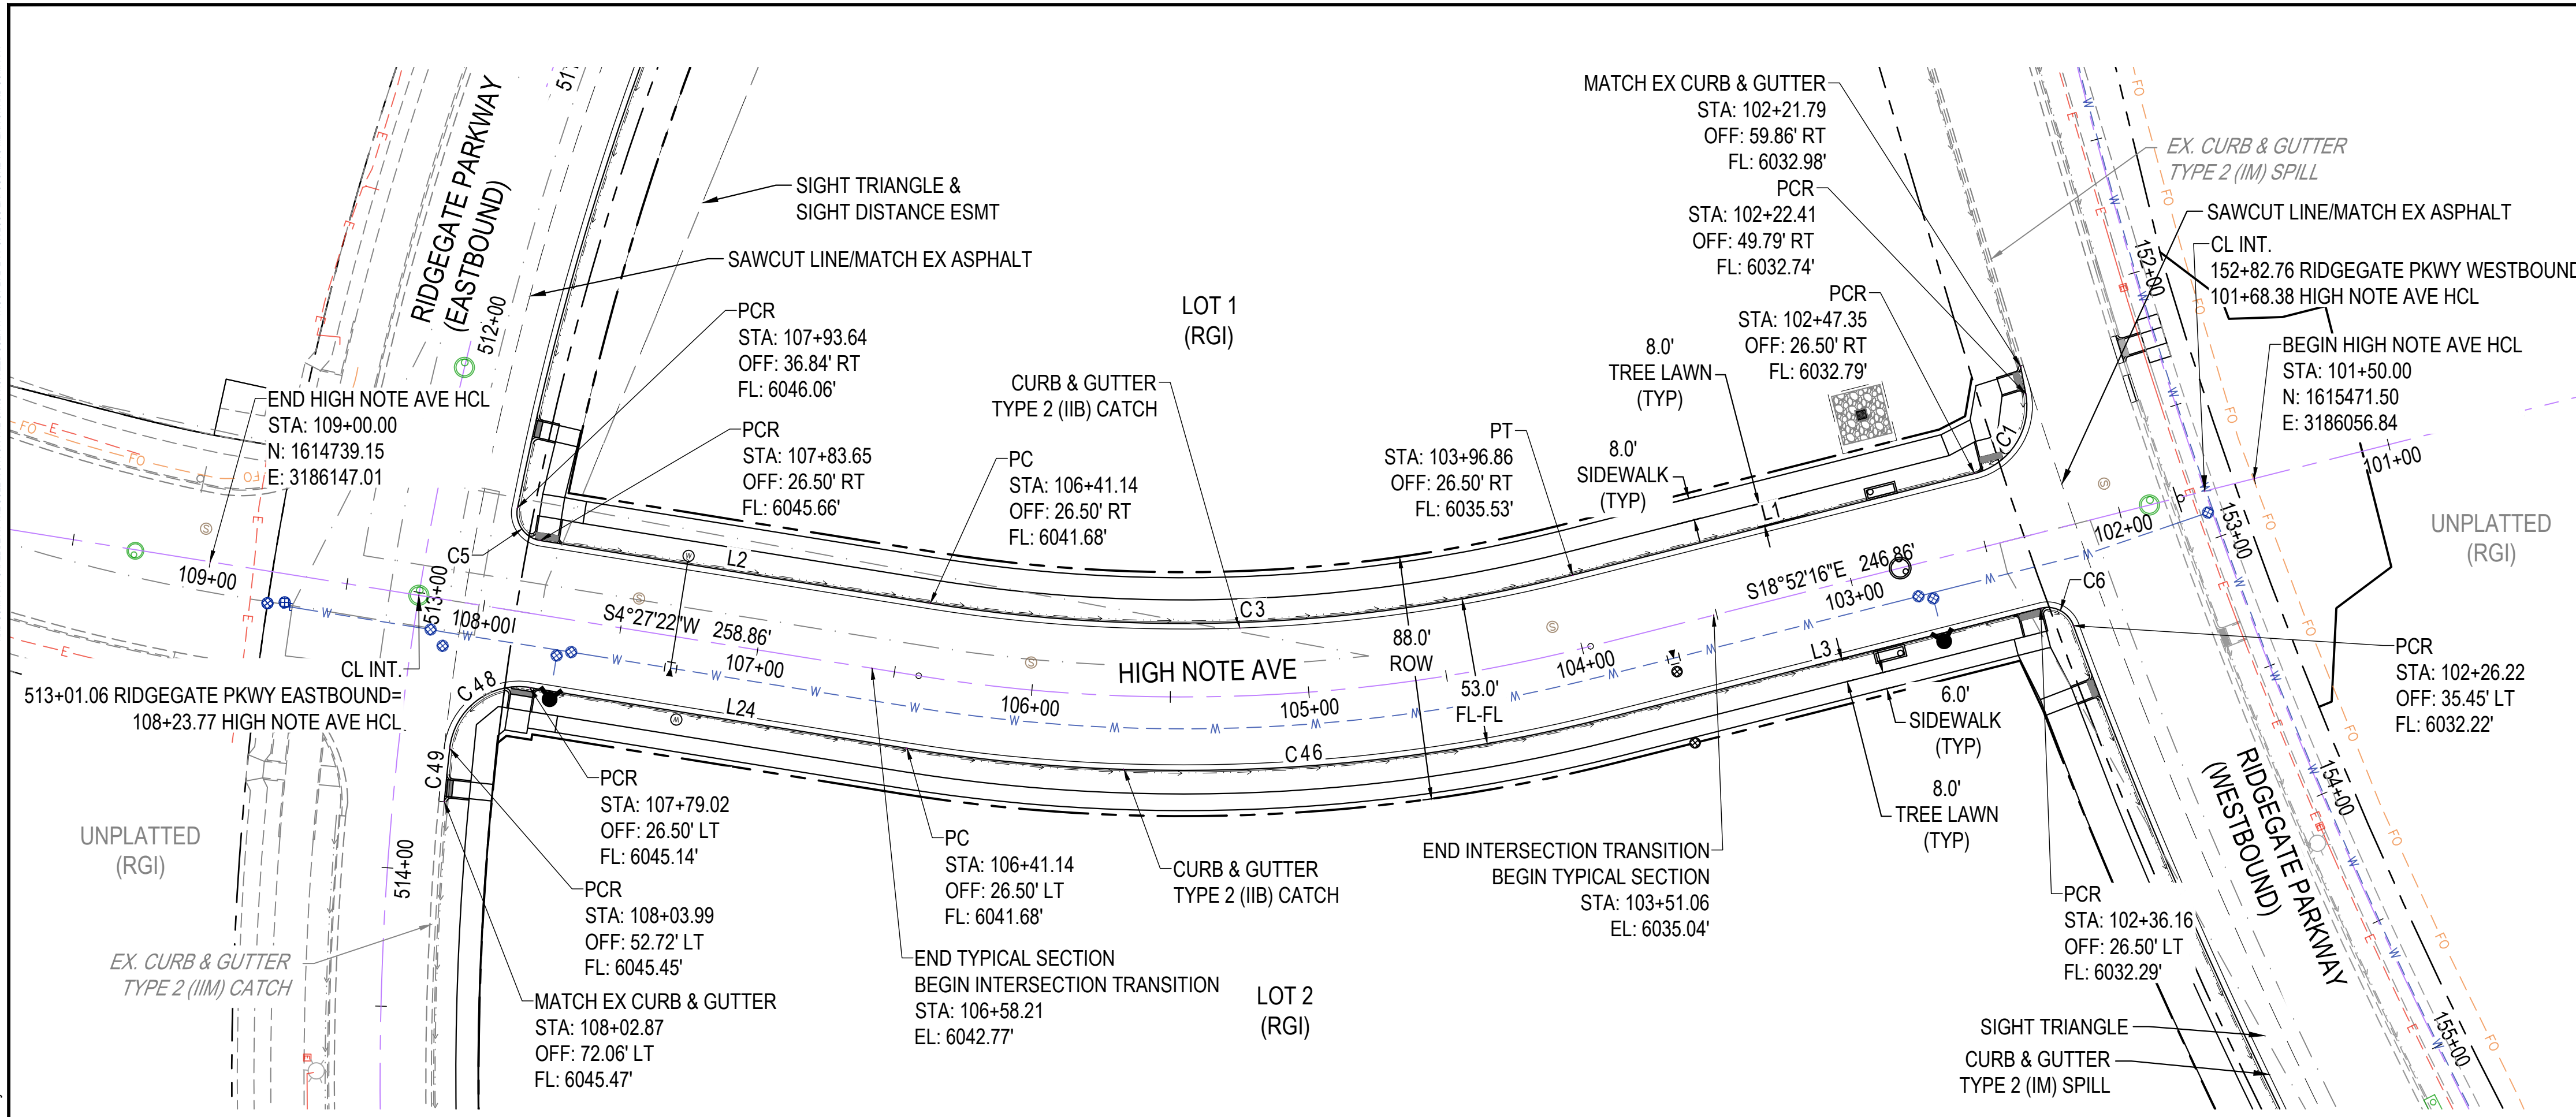 RIDGEGATE PARKWAY
(EASTBOUND)
512+00
SIGHT TRIANGLE &
SIGHT DISTANCE ESMT
SAWCUT LINE/MATCH EX ASPHALT
PCR
STA: 107+93.64
OFF: 36.84' RT
FL: 6046.06'
PCR
STA: 107+83.65
OFF: 26.50' RT
FL: 6045.66'
END HIGH NOTE AVE HCL
STA: 109+00.00
N: 1614739.15
E: 3186147.01
PC
STA: 106+41.14
OFF: 26.50' RT
FL: 6041.68'
CURB & GUTTER
TYPE 2 (IIB) CATCH
LOT 1
(RGI)
PT
STA: 103+96.86
OFF: 26.50' RT
FL: 6035.53'
8.0'
SIDEWALK
(TYP)
8.0'
TREE LAWN
(TYP)
MATCH EX CURB & GUTTER
STA: 102+21.79
OFF: 59.86' RT
FL: 6032.98'
PCR
STA: 102+22.41
OFF: 49.79' RT
FL: 6032.74'
PCR
STA: 102+47.35
OFF: 26.50' RT
FL: 6032.79'
EX. CURB & GUTTER
TYPE 2 (IM) SPILL
SAWCUT LINE/MATCH EX ASPHALT
CL INT.
152+82.76 RIDGEGATE PKWY WESTBOUND
101+68.38 HIGH NOTE AVE HCL
BEGIN HIGH NOTE AVE HCL
STA: 101+50.00
N: 1615471.50
E: 3186056.84
152+00
153+00
101+00
102+00
UNPLATTED
(RGI)
C1
L1
C5
L2
C3
C6
109+00
513+00
108+00
S4°27'22"W 258.86'
107+00
106+00
HIGH NOTE AVE
105+00
104+00
S18°52'16"E 246.86'
103+00
88.0'
ROW
53.0'
FL-FL
L3
6.0'
SIDEWALK
(TYP)
8.0'
TREE LAWN
(TYP)
CL INT.
513+01.06 RIDGEGATE PKWY EASTBOUND=
108+23.77 HIGH NOTE AVE HCL
C48
L24
C46
C49
PCR
STA: 102+26.22
OFF: 35.45' LT
FL: 6032.22'
PCR
STA: 107+79.02
OFF: 26.50' LT
FL: 6045.14'
PCR
STA: 108+03.99
OFF: 52.72' LT
FL: 6045.45'
MATCH EX CURB & GUTTER
STA: 108+02.87
OFF: 72.06' LT
FL: 6045.47'
UNPLATTED
(RGI)
514+00
EX. CURB & GUTTER
TYPE 2 (IIM) CATCH
PC
STA: 106+41.14
OFF: 26.50' LT
FL: 6041.68'
CURB & GUTTER
TYPE 2 (IIB) CATCH
END TYPICAL SECTION
BEGIN INTERSECTION TRANSITION
STA: 106+58.21
EL: 6042.77'
LOT 2
(RGI)
END INTERSECTION TRANSITION
BEGIN TYPICAL SECTION
STA: 103+51.06
EL: 6035.04'
PCR
STA: 102+36.16
OFF: 26.50' LT
FL: 6032.29'
RIDGEGATE PARKWAY
(WESTBOUND)
154+00
155+00
SIGHT TRIANGLE
CURB & GUTTER
TYPE 2 (IM) SPILL